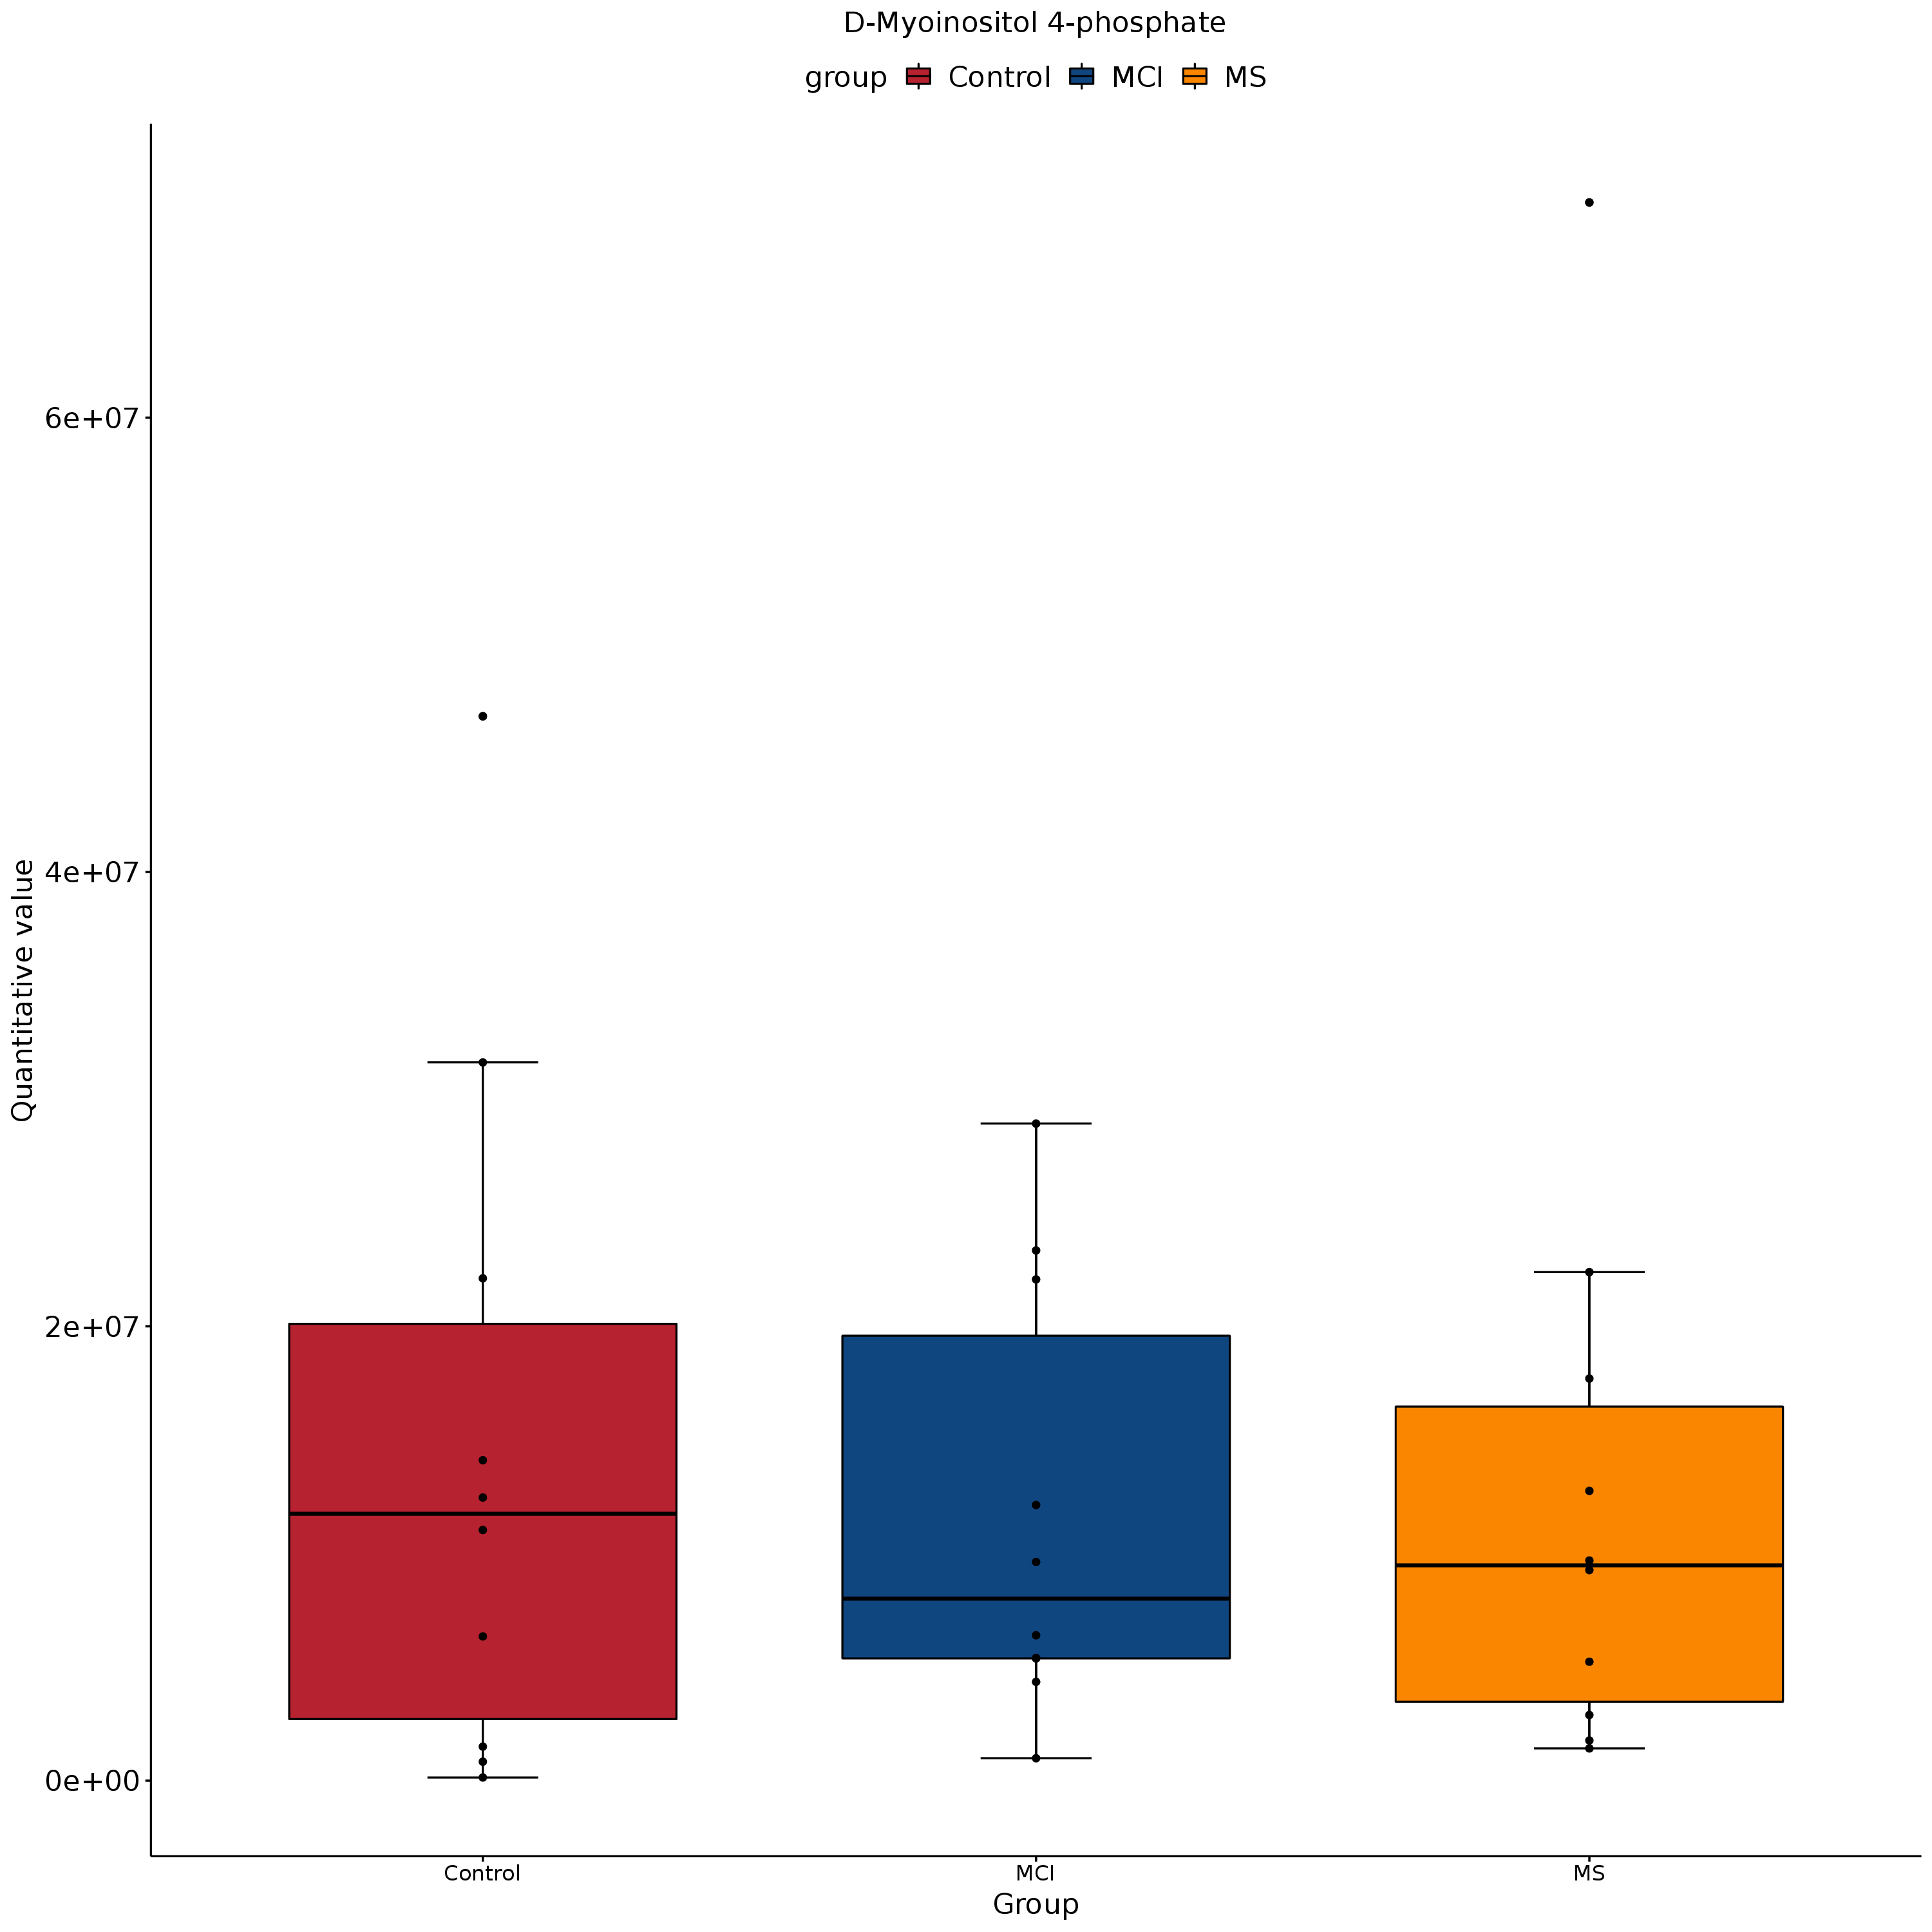 D-Myoinositol 4-phosphate
group Control MCI MS
Quantitative value
6e+07
4e+07
2e+07
0e+00
Control MCI MS
Group